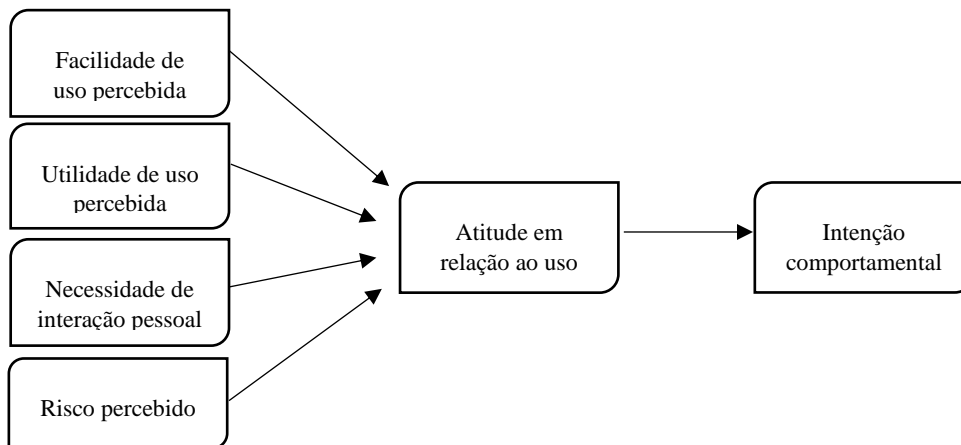 Facilidade de
uso percebida
Utilidade de uso
percebida
Necessidade de
interação pessoal
Risco percebido
Atitude em
relação ao uso
Intenção
comportamental